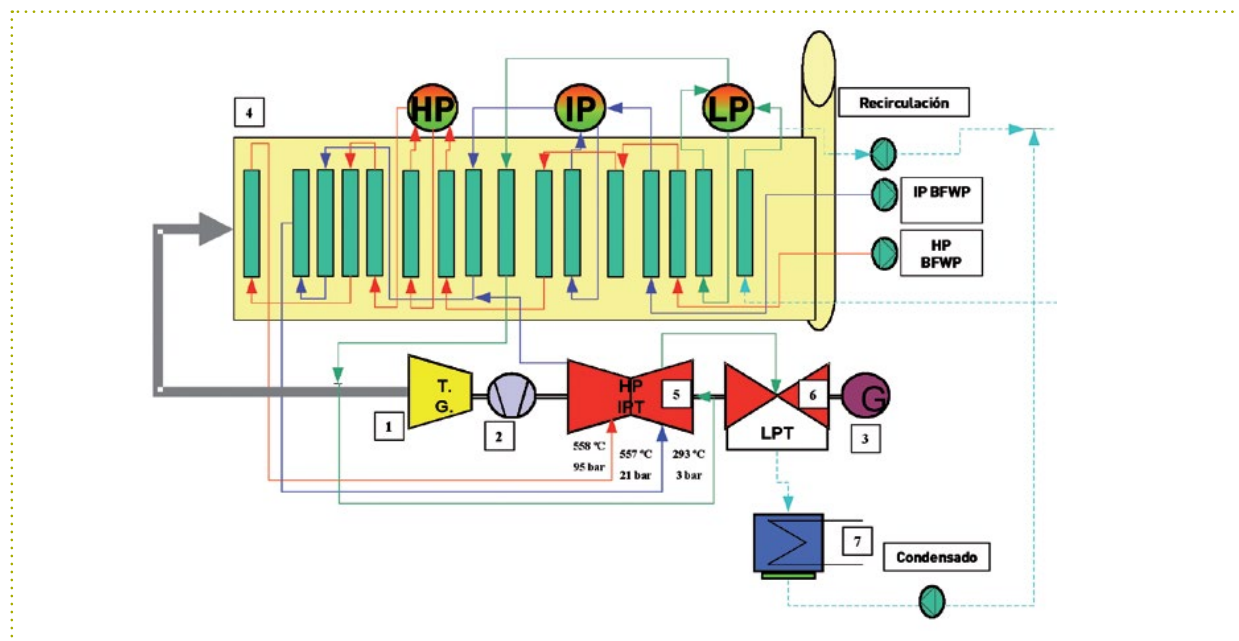 HP
IP
LP
4
Recirculación
IP BFWP
HP
BFWP
T.
G.
1
2
HP
IPT
5
6
G
3
LPT
558 ºC
95 bar
557 ºC
21 bar
293 ºC
3 bar
7
Condensado